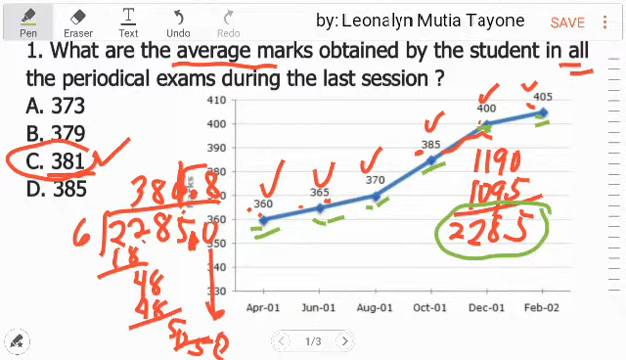 Pen
Eraser
Text
Undo
Redo
by: Leonalyn Mutia Tayone
SAVE
1. What are the average marks obtained by the student in all
the periodical exams during the last session ?
A. 373
B. 379
C. 381
D. 385
410
400
390
380
370
360
350
340
330
marks
360
365
370
385
400
405
Apr-01
Jun-01
Aug-01
Oct-01
Dec-01
Feb-02
1190
1095
2285
6
2285.0
18
48
48
50
1/3